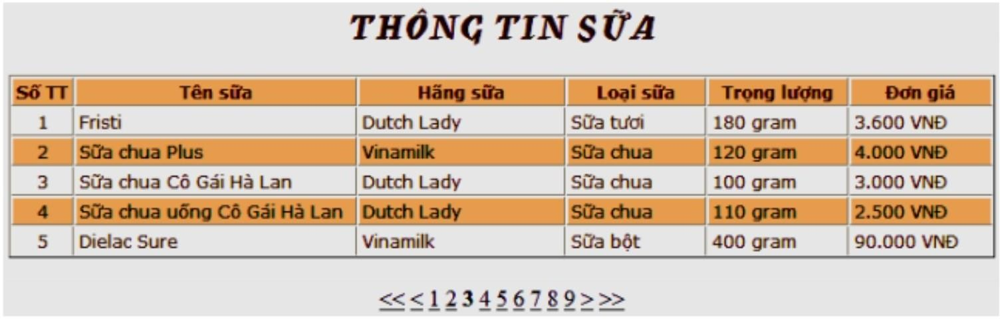 THÔNG TIN SỮA
Số TT Tên sữa Hãng sữa Loại sữa Trọng lượng Đơn giá
1 Fristi Dutch Lady Sữa tươi 180 gram 3.600 VNĐ
2 Sữa chua Plus Vinamilk Sữa chua 120 gram 4.000 VNĐ
3 Sữa chua Cô Gái Hà Lan Dutch Lady Sữa chua 100 gram 3.000 VNĐ
4 Sữa chua uống Cô Gái Hà Lan Dutch Lady Sữa chua 110 gram 2.500 VNĐ
5 Dielac Sure Vinamilk Sữa bột 400 gram 90.000 VNĐ
<< < 1 2 3 4 5 6 7 8 9 > >>